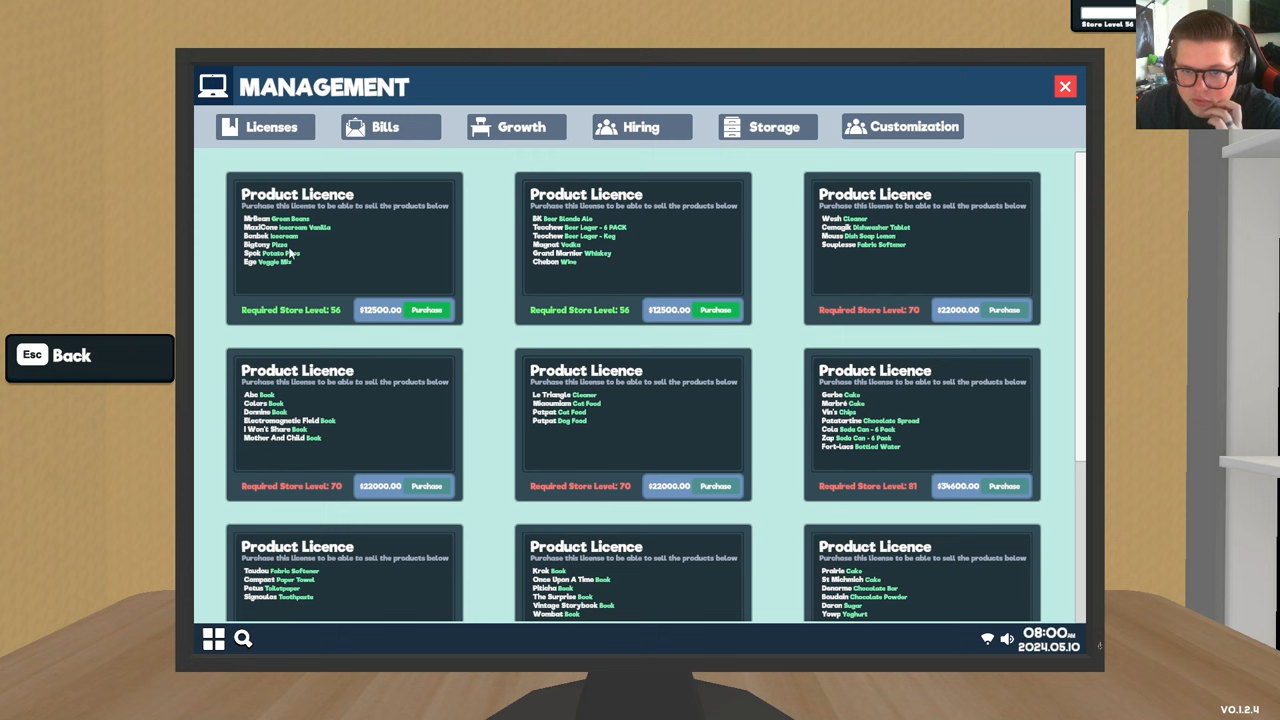 Store Level 56
MANAGEMENT
Licenses
Bills
Growth
Hiring
Storage
Customization
Product Licence
Purchase this license to be able to sell the products below
MrBean Green Beans
MaxiCone Icecream Vanilla
Bonbek Icecream
Bigtony Pizza
Spok Potato
Ego Veggie Mix
Required Store Level: 56
$12500.00 Purchase
Product Licence
Purchase this license to be able to sell the products below
BK Beer Blonde Ale
Teochew Beer Lager - 6 PACK
Teochew Beer Lager - Keg
Magnat Vodka
Grand Marnier Whiskey
Chebon Wine
Required Store Level: 56
$12500.00 Purchase
Product Licence
Purchase this license to be able to sell the products below
Wesh Cleaner
Cemagik Dishwasher Tablet
Mouss Dish Soap Lemon
Souplesse Fabric Softener
Required Store Level: 70
$22000.00 Purchase
Esc Back
Product Licence
Purchase this license to be able to sell the products below
Abc Book
Colors Book
Donnine Book
Electromagnetic Field Book
I Won't Share Book
Mother And Child Book
Required Store Level: 70
$22000.00 Purchase
Product Licence
Purchase this license to be able to sell the products below
Le Triangle Cleaner
Miaoumiam Cat Food
Patpat Cat Food
Patpat Dog Food
Required Store Level: 70
$22000.00 Purchase
Product Licence
Purchase this license to be able to sell the products below
Gerbo Cake
Marbré Cake
Vin's Chips
Patatartine Chocolate Spread
Cola Soda Can - 6 Pack
Zap Soda Can - 6 Pack
Fort-lacs Bottled Water
Required Store Level: 81
$34600.00 Purchase
Product Licence
Purchase this license to be able to sell the products below
Toudou Fabric Softener
Compact Paper Towel
Petus Toiletpaper
Signoulos Toothpaste
Product Licence
Purchase this license to be able to sell the products below
Krok Book
Once Upon A Time Book
Piticha Book
The Surprise Book
Vintage Storybook Book
Wombat Book
Product Licence
Purchase this license to be able to sell the products below
Prairie Cake
St Michmich Cake
Denorme Chocolate Bar
Boudain Chocolate Powder
Daron Sugar
Yowp Yoghurt
08:00AM
2024.05.10
V0.1.2.4